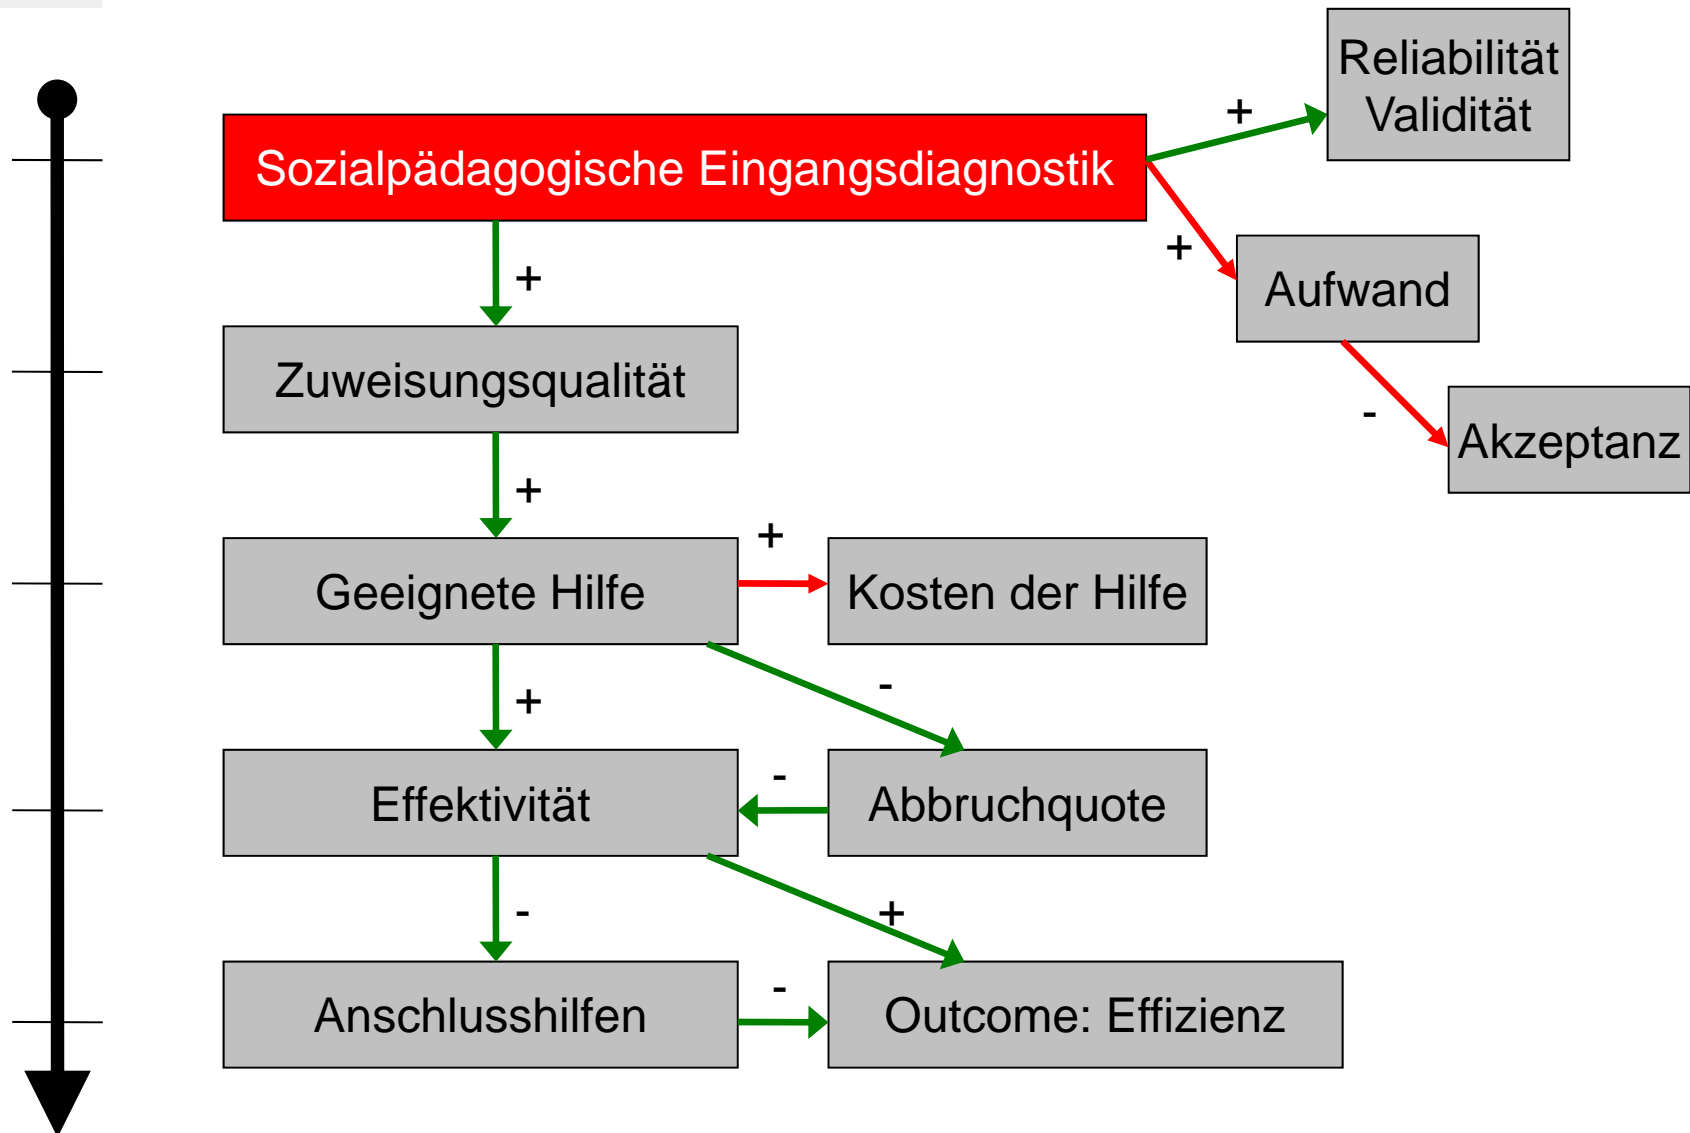 Reliabilität
Validität
+
Sozialpädagogische Eingangsdiagnostik
+
+
Aufwand
Zuweisungsqualität
-
Akzeptanz
+
+
Geeignete Hilfe
Kosten der Hilfe
+
-
-
Effektivität
Abbruchquote
-
+
-
Anschlusshilfen
Outcome: Effizienz